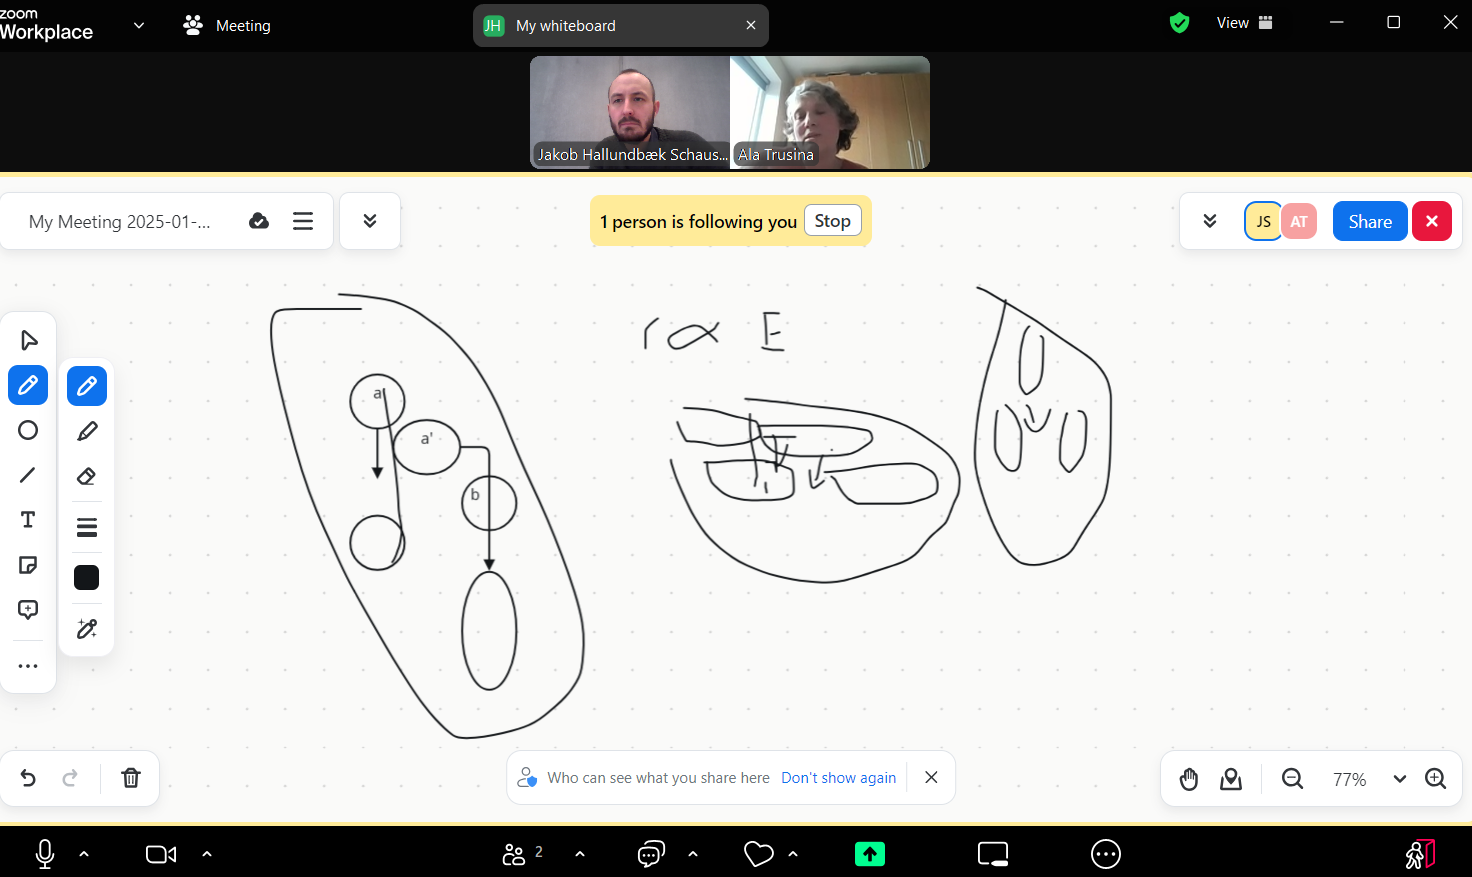 zoom
Workplace
Meeting
JH My whiteboard
View
Jakob Hallundbæk Schaus...
Ala Trusina
My Meeting 2025-01-...
1 person is following you Stop
JS AT Share
r α E
a
a'
b
T
Who can see what you share here Don't show again
77%
2